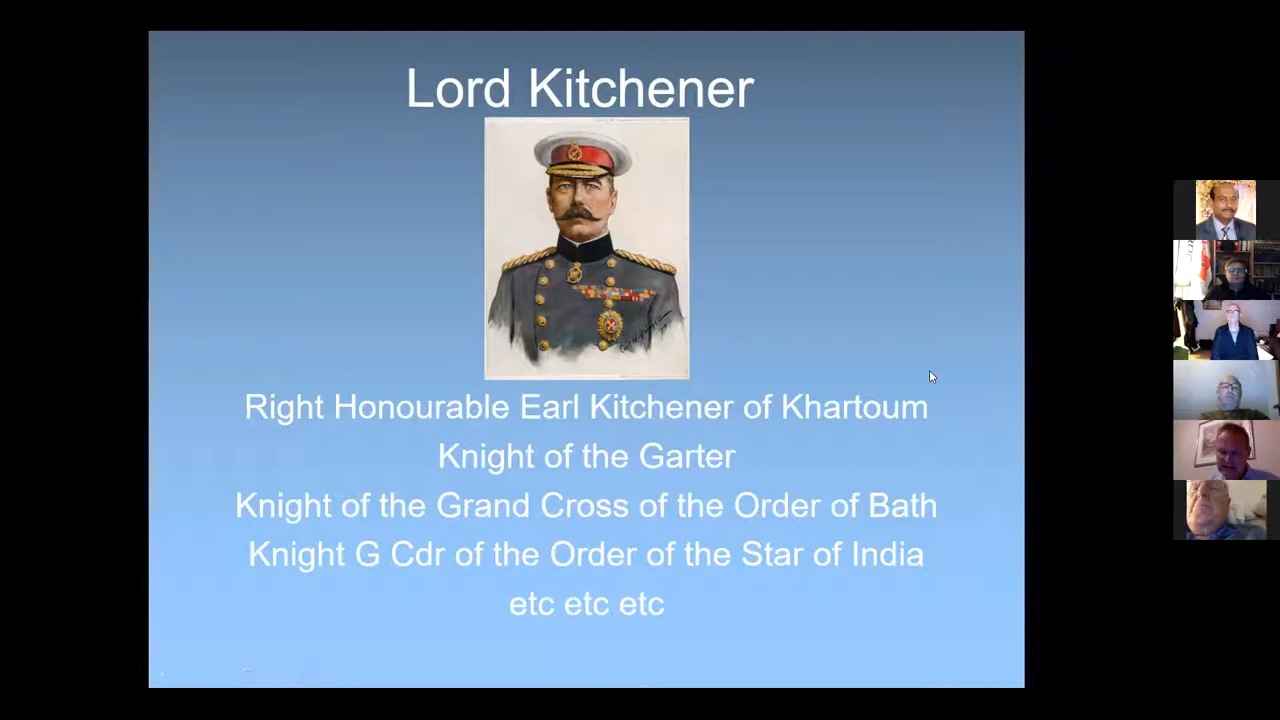 Lord Kitchener
Right Honourable Earl Kitchener of Khartoum
Knight of the Garter
Knight of the Grand Cross of the Order of Bath
Knight G Cdr of the Order of the Star of India
etc etc etc